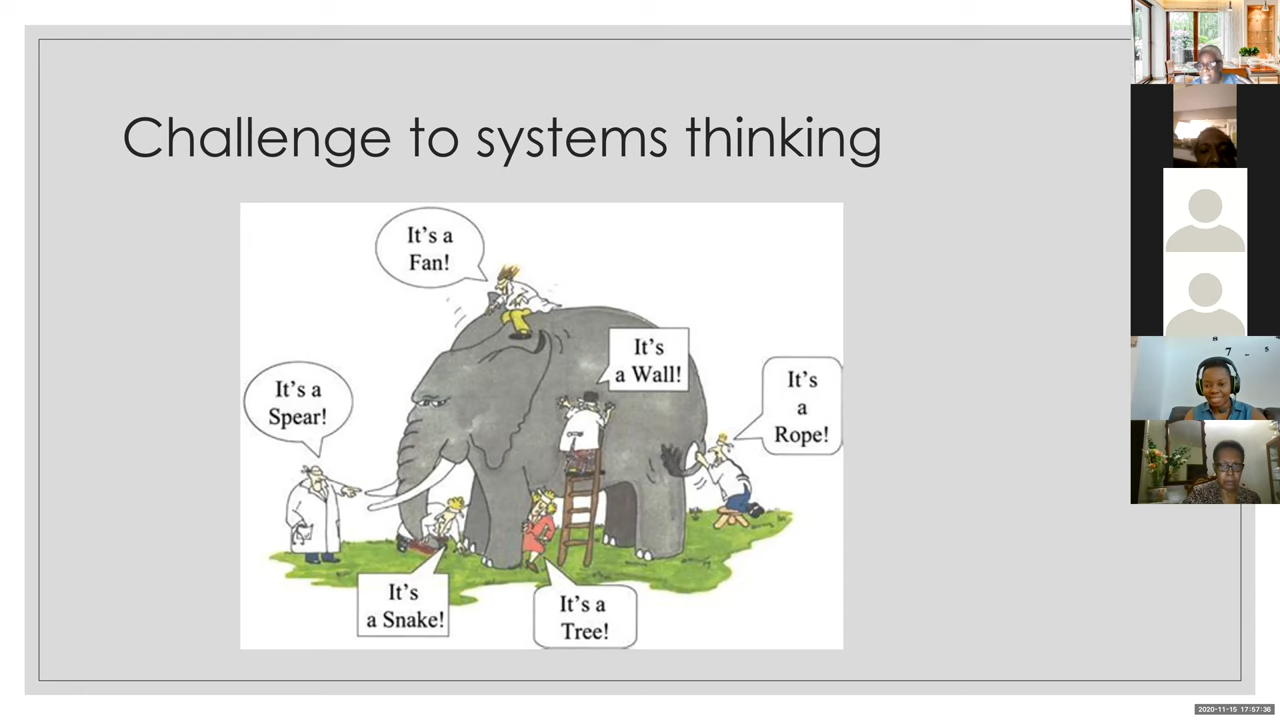 Challenge to systems thinking
It's a
Fan!
It's
a Wall!
It's a
Spear!
It's
a
Rope!
It's
a Snake!
It's a
Tree!
7
2020-11-15 17:57:36